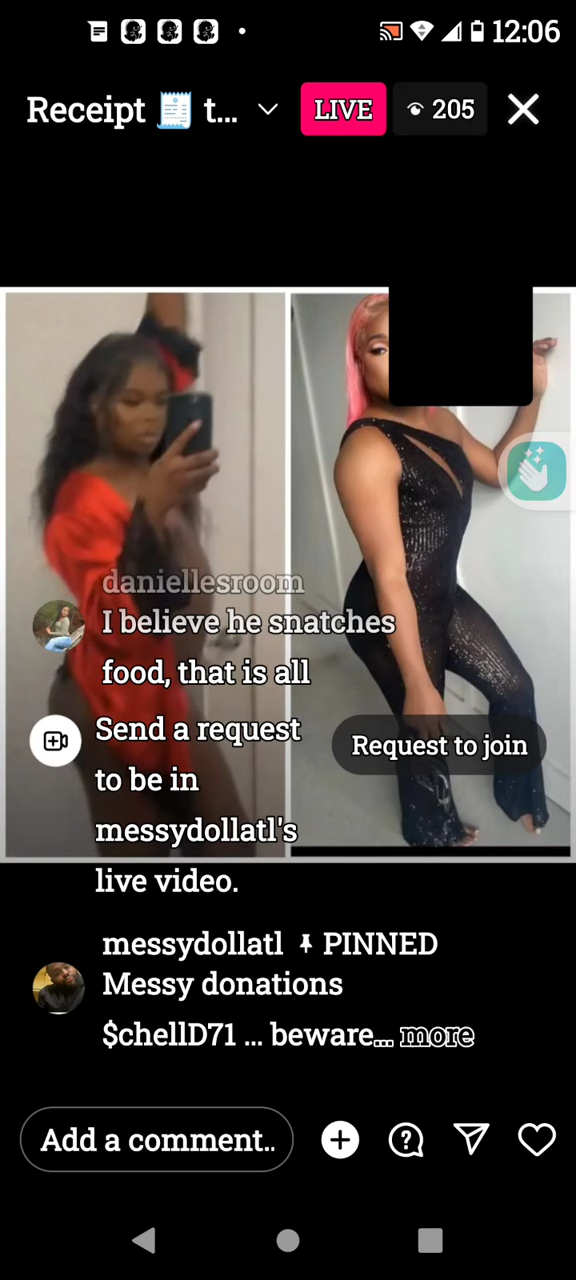 12:06
Receipt 🧾 t...
LIVE
205
daniellesroom
I believe he snatches
food, that is all
Send a request
to be in
messydollatl's
live video.
Request to join
messydollatl PINNED
Messy donations
$chellD71 ... beware... more
Add a comment..